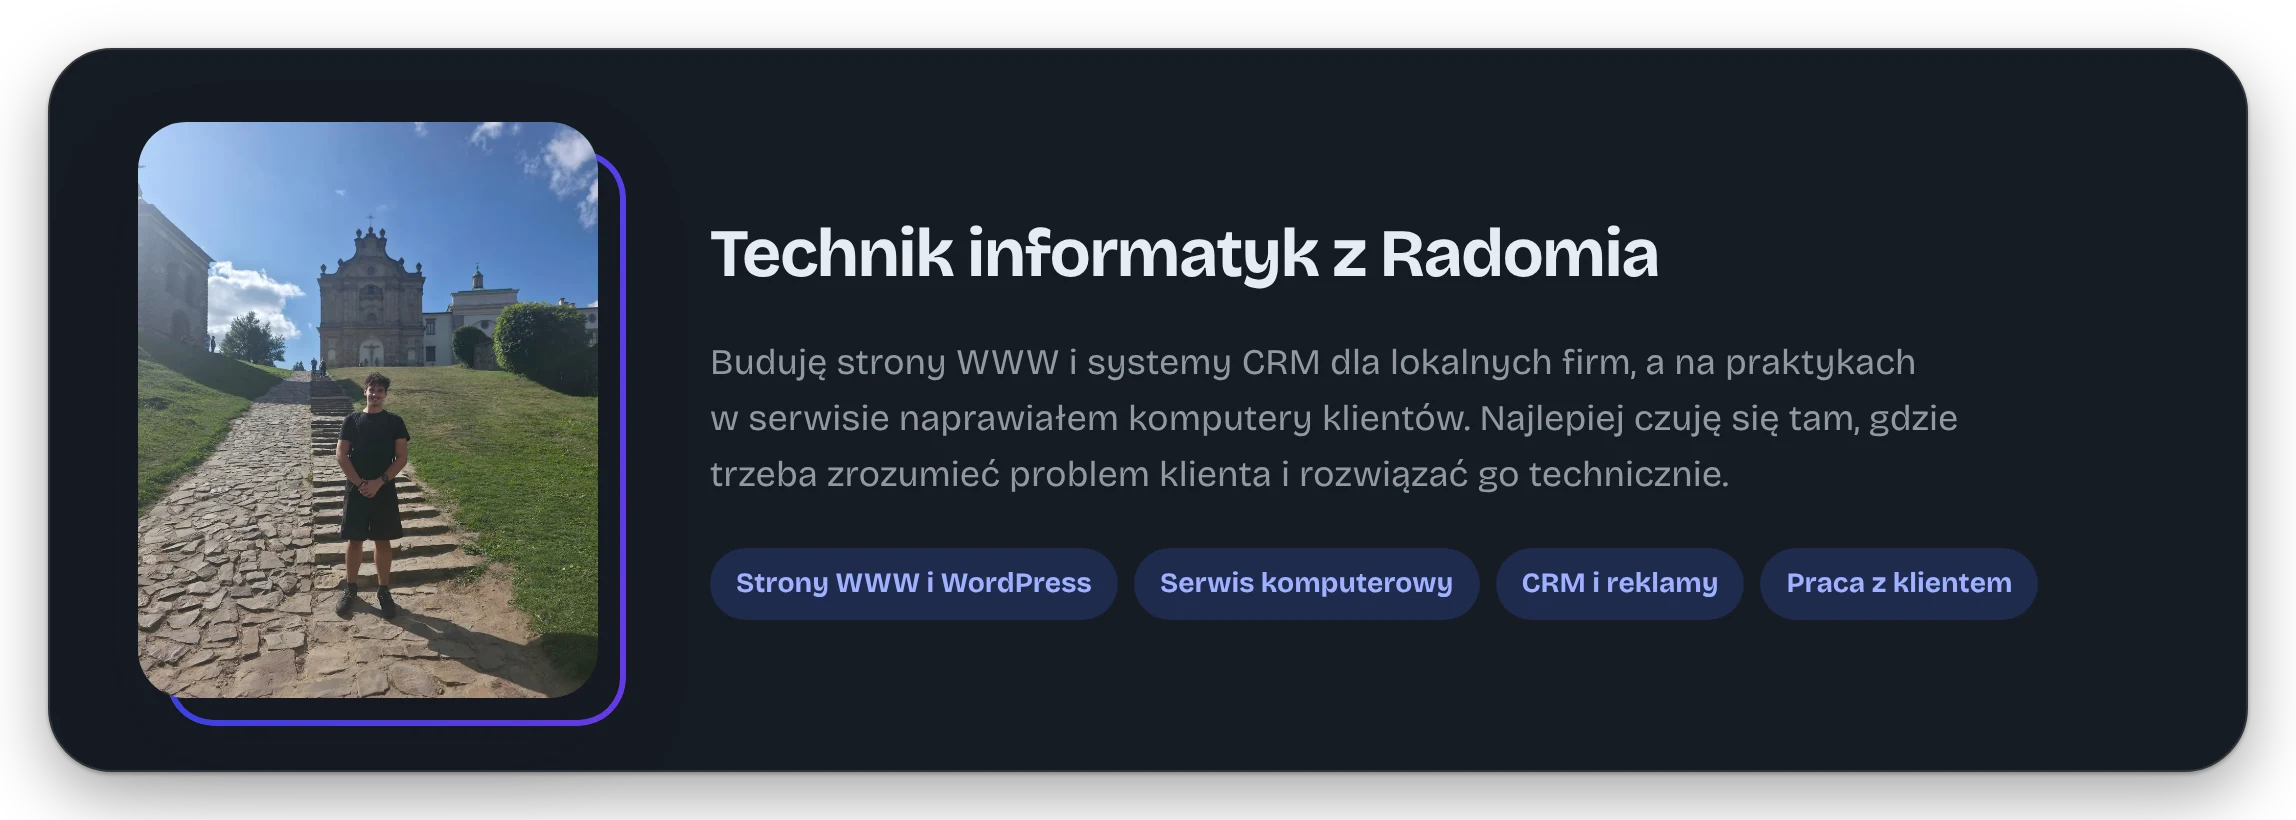 Technik informatyk z Radomia
Buduję strony WWW i systemy CRM dla lokalnych firm, a na praktykach
w serwisie naprawiałem komputery klientów. Najlepiej czuję się tam, gdzie
trzeba zrozumieć problem klienta i rozwiązać go technicznie.
Strony WWW i WordPress
Serwis komputerowy
CRM i reklamy
Praca z klientem